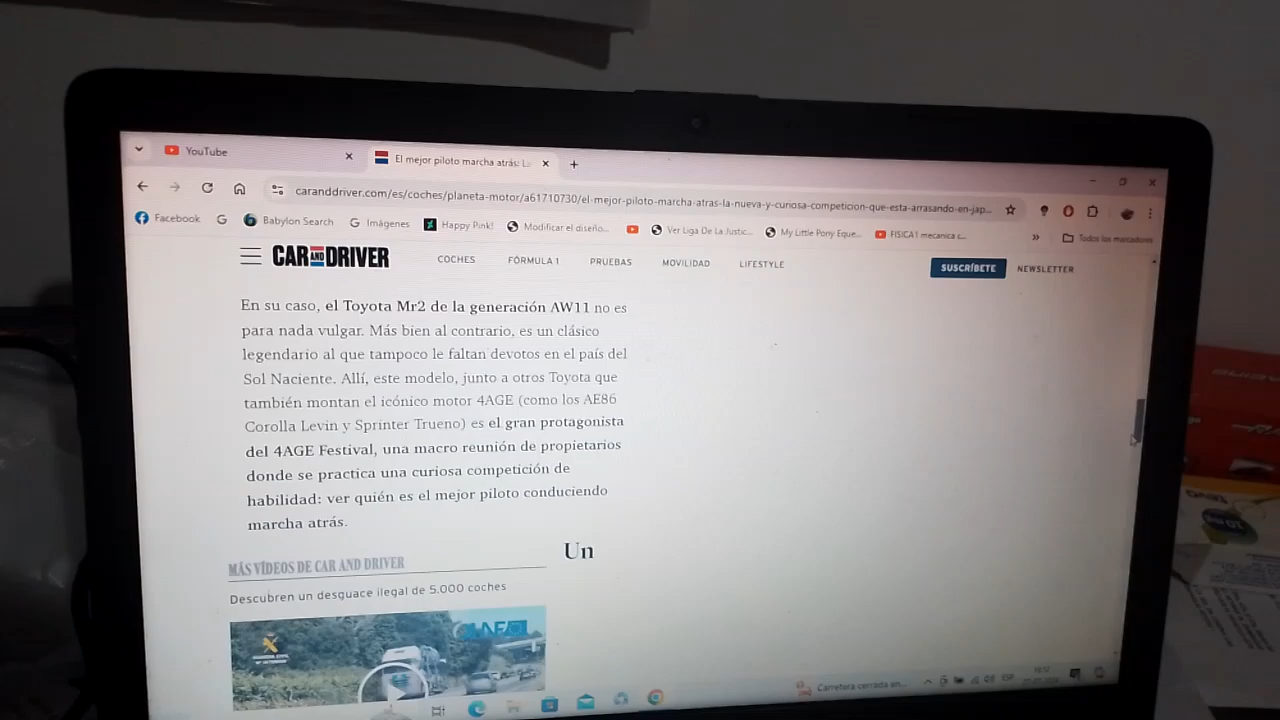 YouTube
El mejor piloto marcha atrás: La
caranddriver.com/es/coches/planeta-motor/a61710730/el-mejor-piloto-marcha-atras-la-nueva-y-curiosa-competicion-que-esta-arrasando-en-jap...
Facebook
Babylon Search
Imágenes
Happy Pink!
Modificar el diseño...
Ver Liga De La Justic...
My Little Pony Eque...
FISICA 1 mecanica c...
»
Todos los marcadores
CAR AND DRIVER
COCHES
FÓRMULA 1
PRUEBAS
MOVILIDAD
LIFESTYLE
SUSCRÍBETE
NEWSLETTER
En su caso, el Toyota Mr2 de la generación AW11 no es
para nada vulgar. Más bien al contrario, es un clásico
legendario al que tampoco le faltan devotos en el país del
Sol Naciente. Allí, este modelo, junto a otros Toyota que
también montan el icónico motor 4AGE (como los AE86
Corolla Levin y Sprinter Trueno) es el gran protagonista
del 4AGE Festival, una macro reunión de propietarios
donde se practica una curiosa competición de
habilidad: ver quién es el mejor piloto conduciendo
marcha atrás.
Un
MÁS VÍDEOS DE CAR AND DRIVER
Descubren un desguace ilegal de 5.000 coches
Carretera cerrada en...
ESP